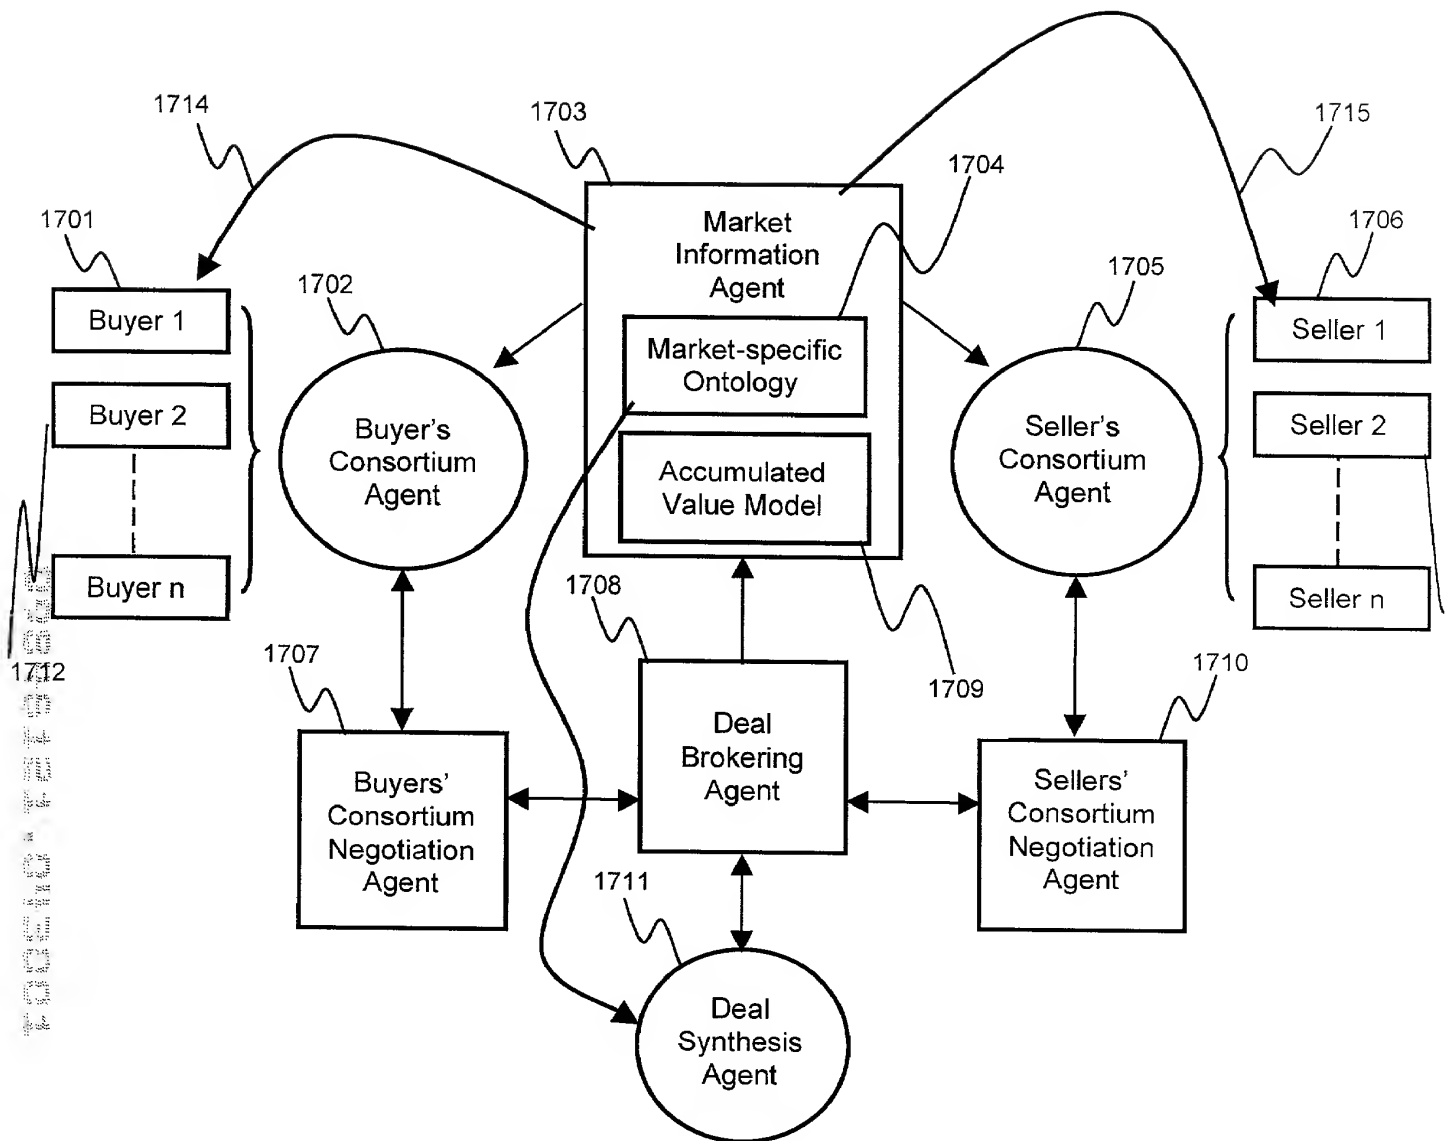 1714
1703
1704
1715
1701
1702
1705
1706
Market
Information
Agent
Buyer 1
Buyer 2
Buyer n
Buyer's
Consortium
Agent
Market-specific
Ontology
Accumulated
Value Model
Seller's
Consortium
Agent
Seller 1
Seller 2
Seller n
1712
1707
1708
1709
1710
Buyers'
Consortium
Negotiation
Agent
Deal
Brokering
Agent
Sellers'
Consortium
Negotiation
Agent
1711
Deal
Synthesis
Agent